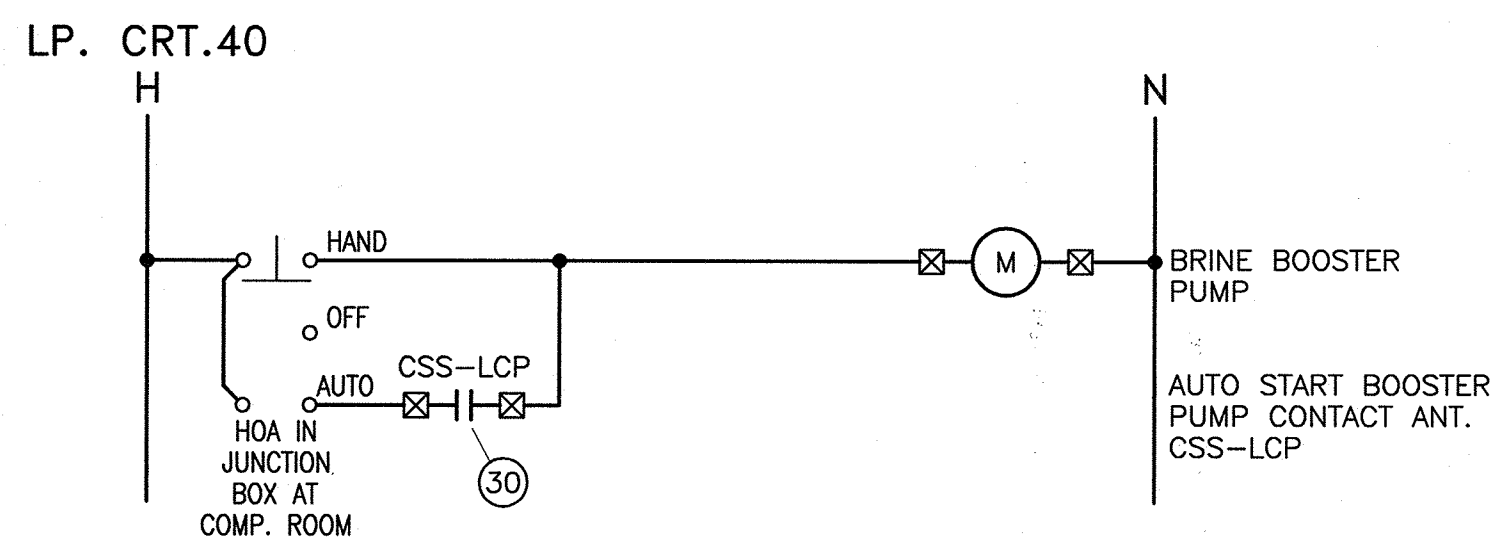 LP. CRT.40
H
N
HAND
M
BRINE BOOSTER
PUMP
OFF
CSS-LCP
AUTO
AUTO START BOOSTER
PUMP CONTACT ANT.
CSS-LCP
HOA IN
JUNCTION
BOX AT
COMP. ROOM
30